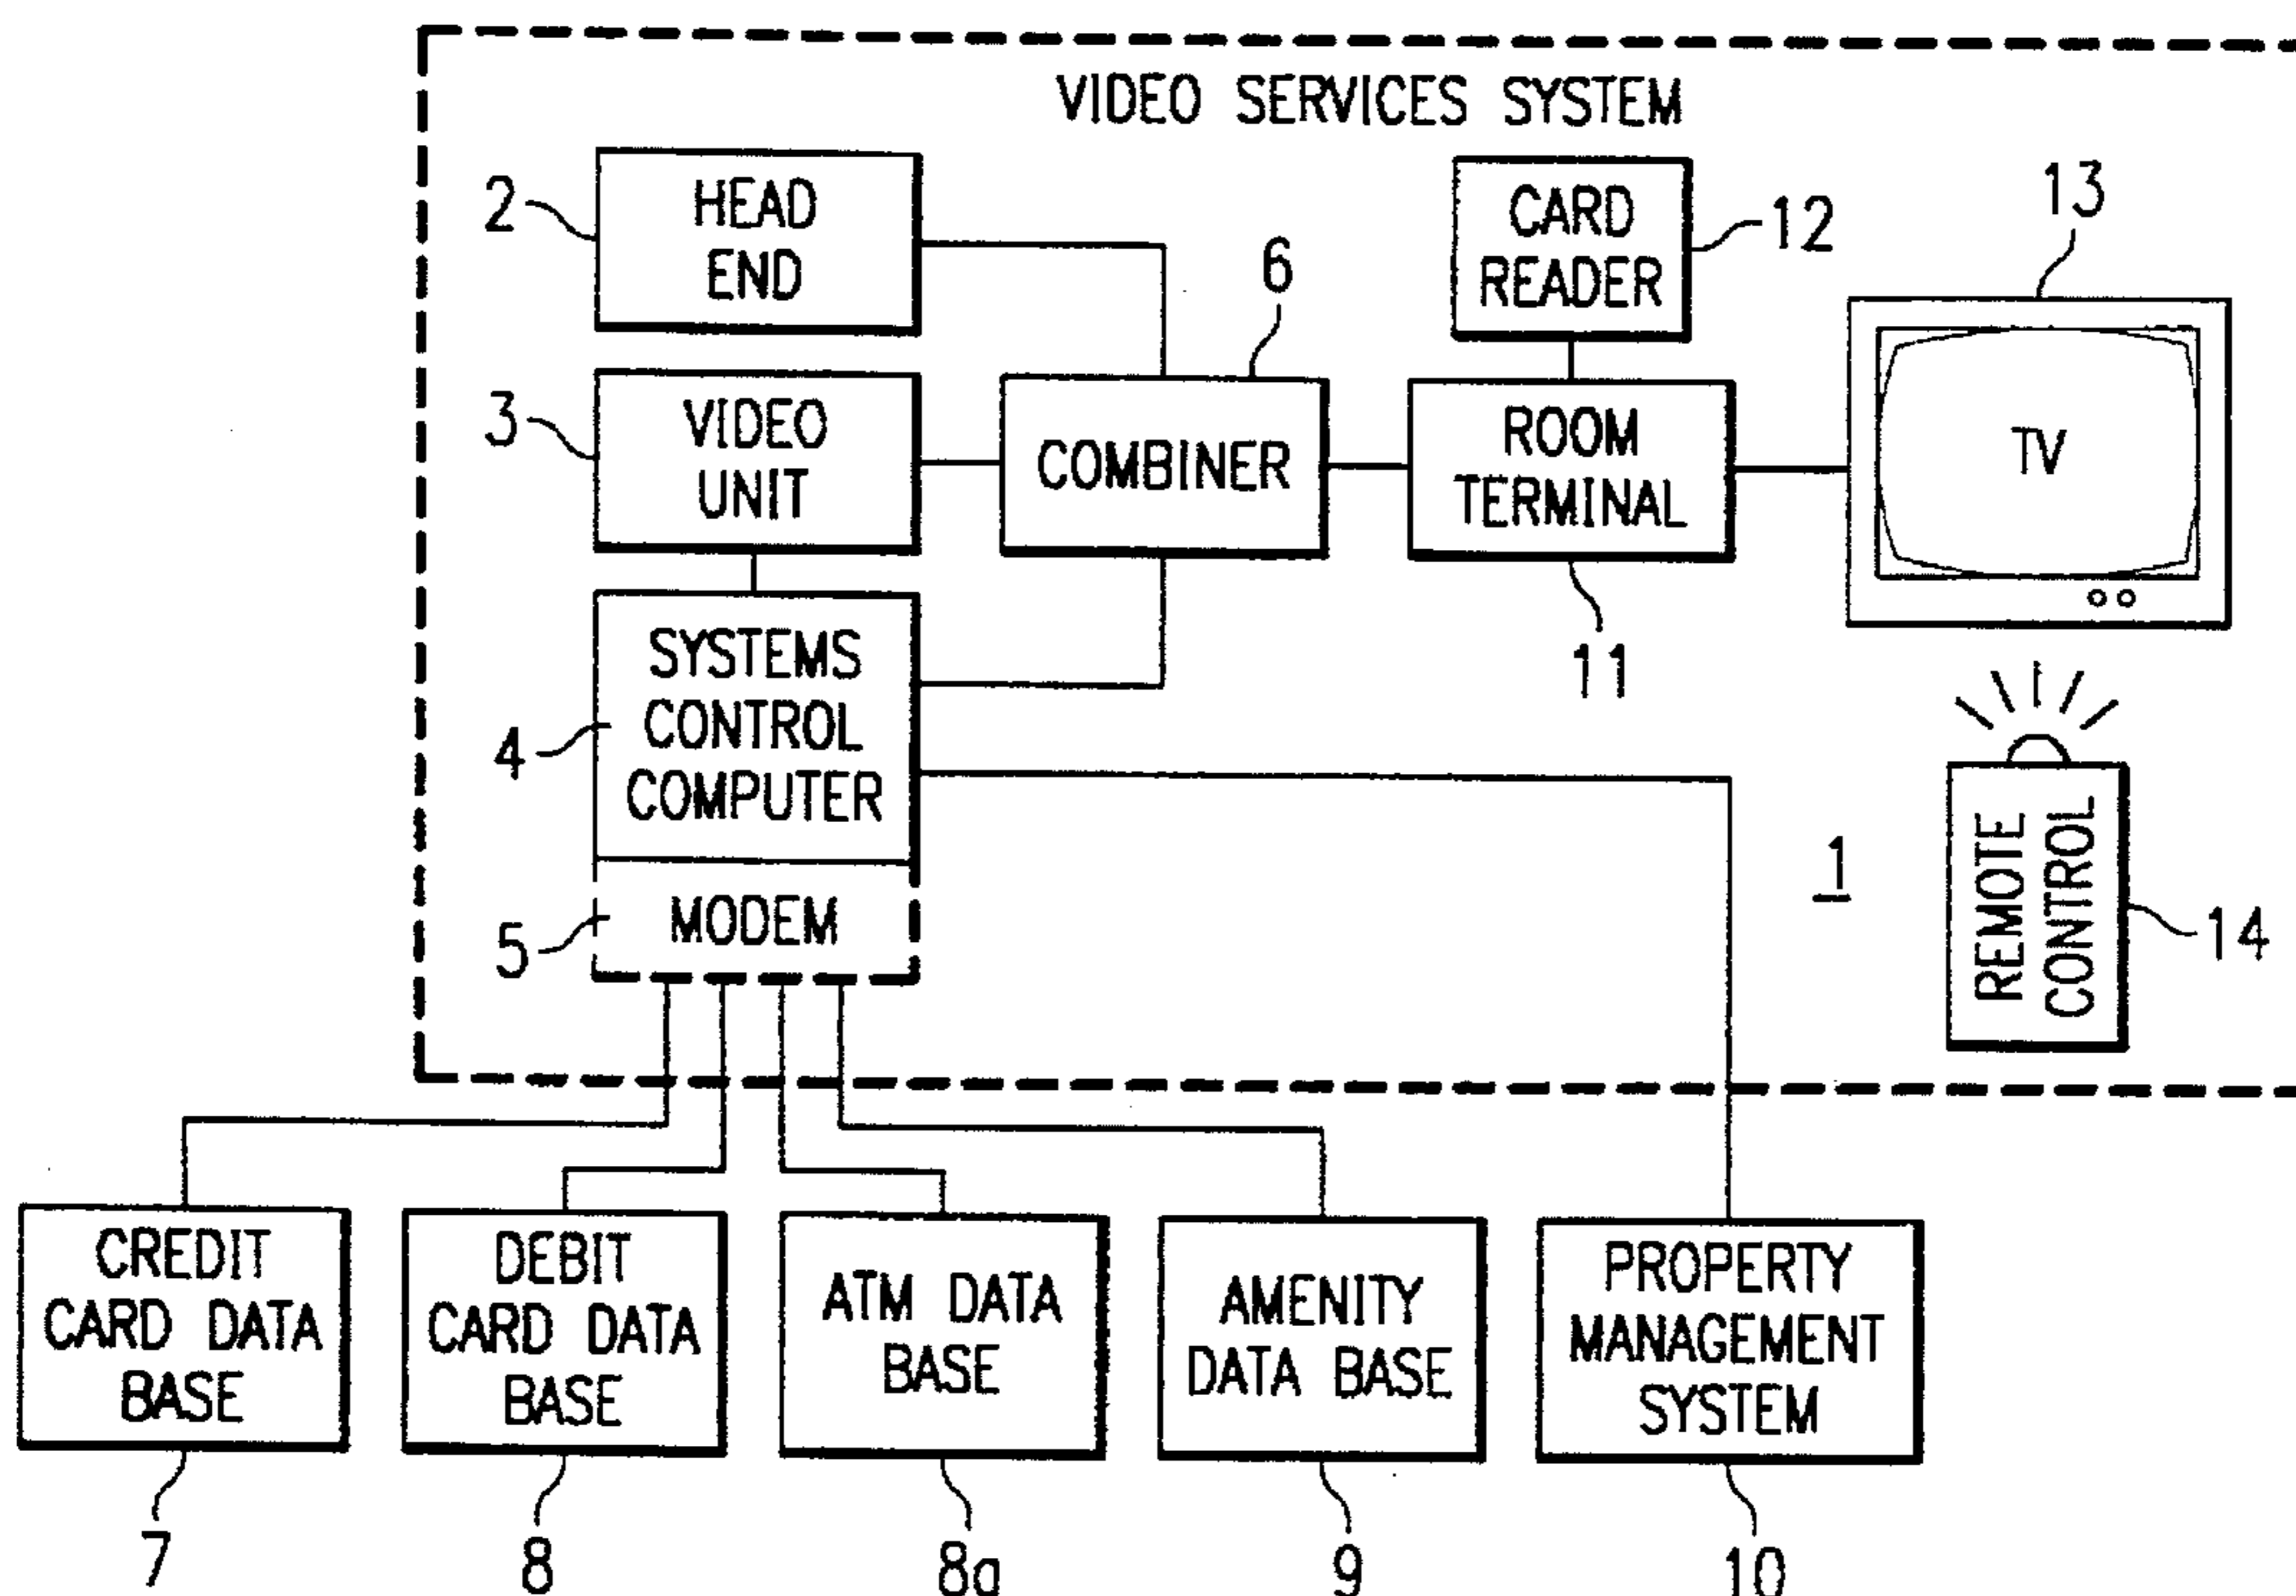 VIDEO SERVICES SYSTEM
2
HEAD
END
CARD
READER
12
13
6
3
VIDEO
UNIT
COMBINER
ROOM
TERMINAL
TV
11
4
SYSTEMS
CONTROL
COMPUTER
5
MODEM
1
REMOTE
CONTROL
14
CREDIT
CARD DATA
BASE
DEBIT
CARD DATA
BASE
ATM DATA
BASE
AMENITY
DATA BASE
PROPERTY
MANAGEMENT
SYSTEM
7
8
8a
9
10